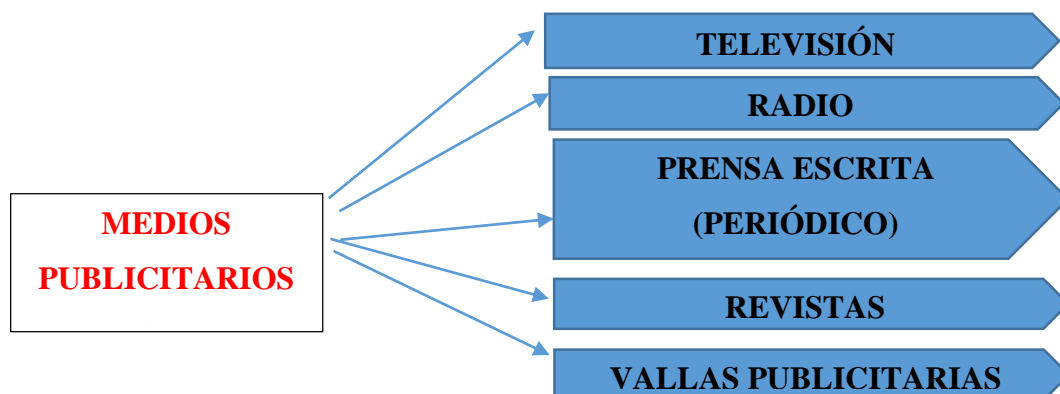 MEDIOS
PUBLICITARIOS
TELEVISIÓN
RADIO
PRENSA ESCRITA
(PERIÓDICO)
REVISTAS
VALLAS PUBLICITARIAS